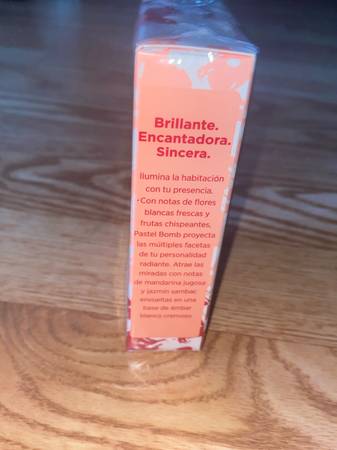 Brillante.
Encantadora.
Sincera.
Ilumina la habitación
con tu presencia.
Con notas de flores
blancas frescas y
frutas chispeantes,
Pastel Bomb proyecta
las múltiples facetas
de tu personalidad
radiante. Atrae las
miradas con notas
de mandarina jugosa
y jazmín sambac
envueltas en una
base de ámbar
blanco cremoso.